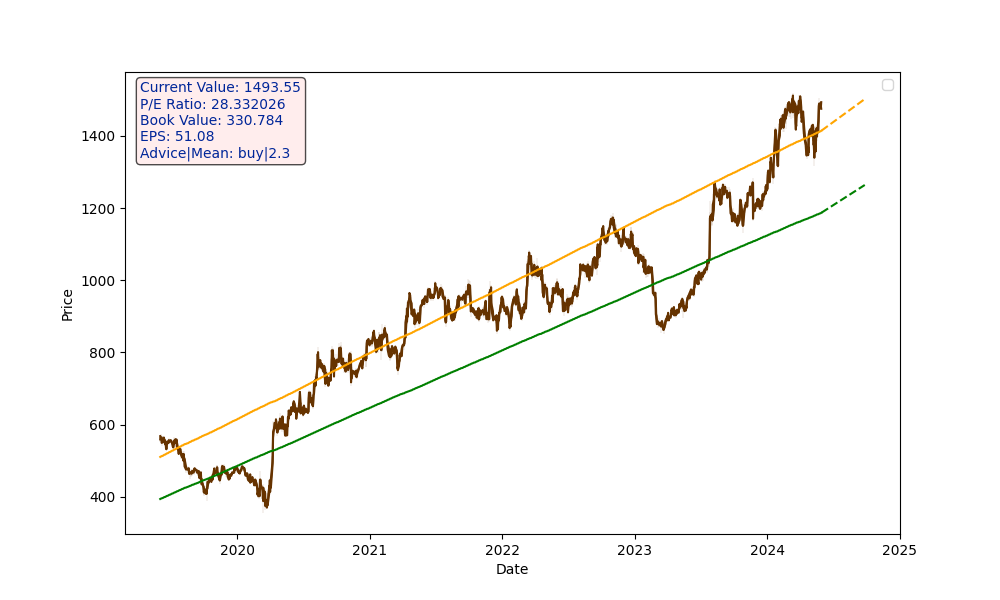 Current Value: 1493.55
P/E Ratio: 28.332026
Book Value: 330.784
EPS: 51.08
Advice|Mean: buy|2.3
1400
1200
1000
800
600
400
Price
2020 2021 2022 2023 2024 2025
Date